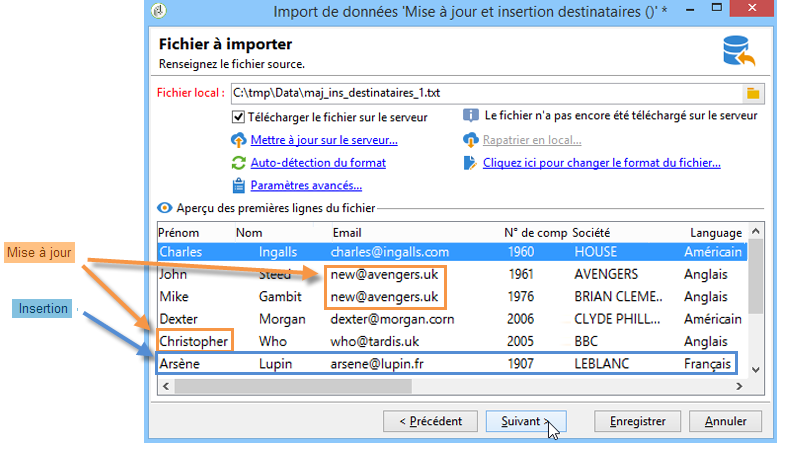 Import de données 'Mise à jour et insertion destinataires ()' *
Fichier à importer
Renseignez le fichier source.
Fichier local : C:\tmp\Data\maj_ins_destinataires_1.txt
Télécharger le fichier sur le serveur Le fichier n'a pas encore été téléchargé sur le serveur
Mettre à jour sur le serveur... Rapatrier en local...
Auto-détection du format Cliquez ici pour changer le format du fichier...
Paramètres avancés...
Aperçu des premières lignes du fichier
Prénom Nom Email N° de comp Société Language
Charles Ingalls charles@ingalls.com 1960 HOUSE Américain
Mise à jour
John Steed new@avengers.uk 1961 AVENGERS Anglais
Mike Gambit new@avengers.uk 1976 BRIAN CLEME.. Anglais
Insertion
Dexter Morgan dexter@morgan.com 2006 CLYDE PHILL... Américain
Christopher Who who@tardis.uk 2005 BBC Anglais
Arsène Lupin arsene@lupin.fr 1907 LEBLANC Français
< Précédent Suivant > Enregistrer Annuler